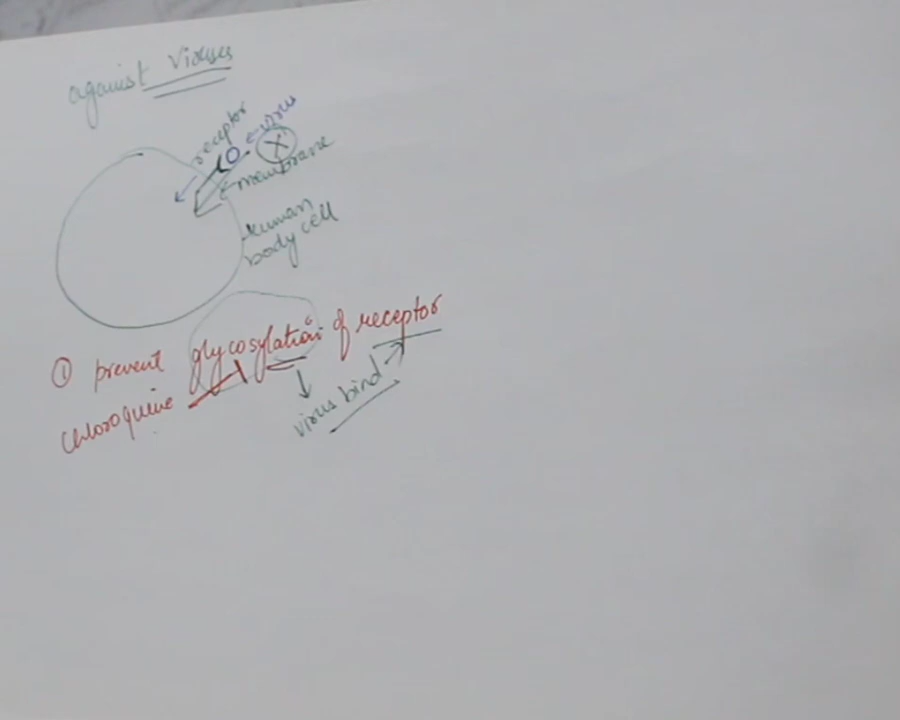 against Viruses
receptor
virus
X
membrane
human
body cell
① prevent glycosylation of receptor
chloroquine
virus bind